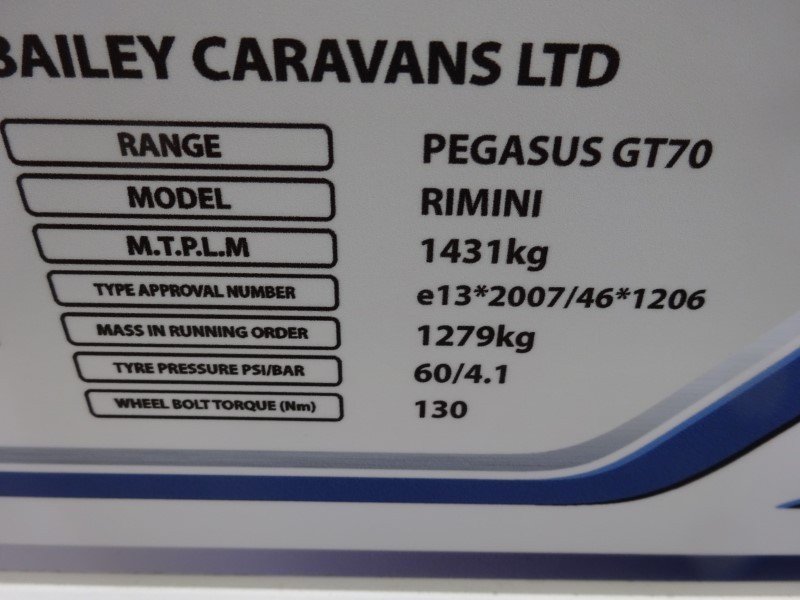 BAILEY CARAVANS LTD
RANGE PEGASUS GT70
MODEL RIMINI
M.T.P.L.M 1431kg
TYPE APPROVAL NUMBER e13*2007/46*1206
MASS IN RUNNING ORDER 1279kg
TYRE PRESSURE PSI/BAR 60/4.1
WHEEL BOLT TORQUE (Nm) 130